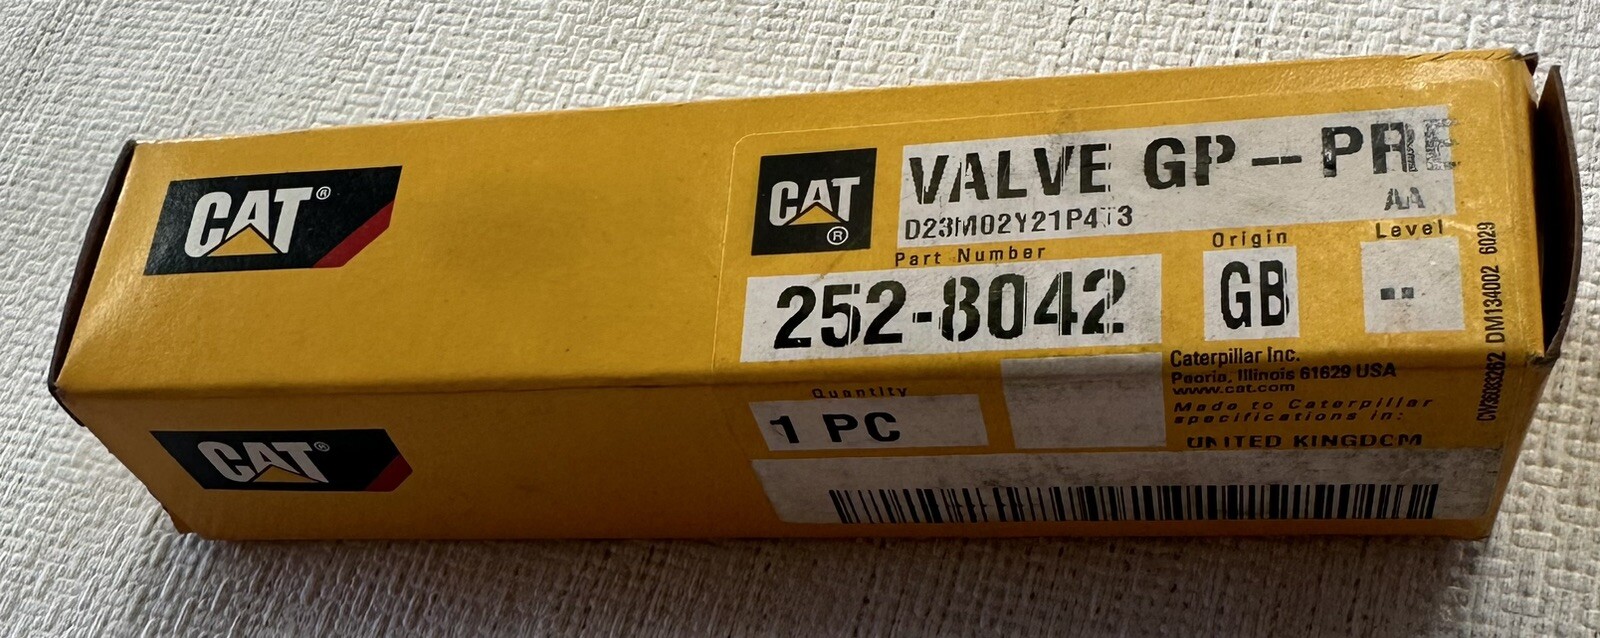 CAT®
CAT®
CAT®
VALVE GP-PRE
AA
D23M02Y21P4T3
Part Number
Origin
Level
252-8042
GB
--
Quantity
1 PC
Caterpillar Inc.
Peoria, Illinois 61629 USA
www.cat.com
Made to Caterpillar
specifications in:
UNITED KINGDOM
CW3683262 DM134002 6029